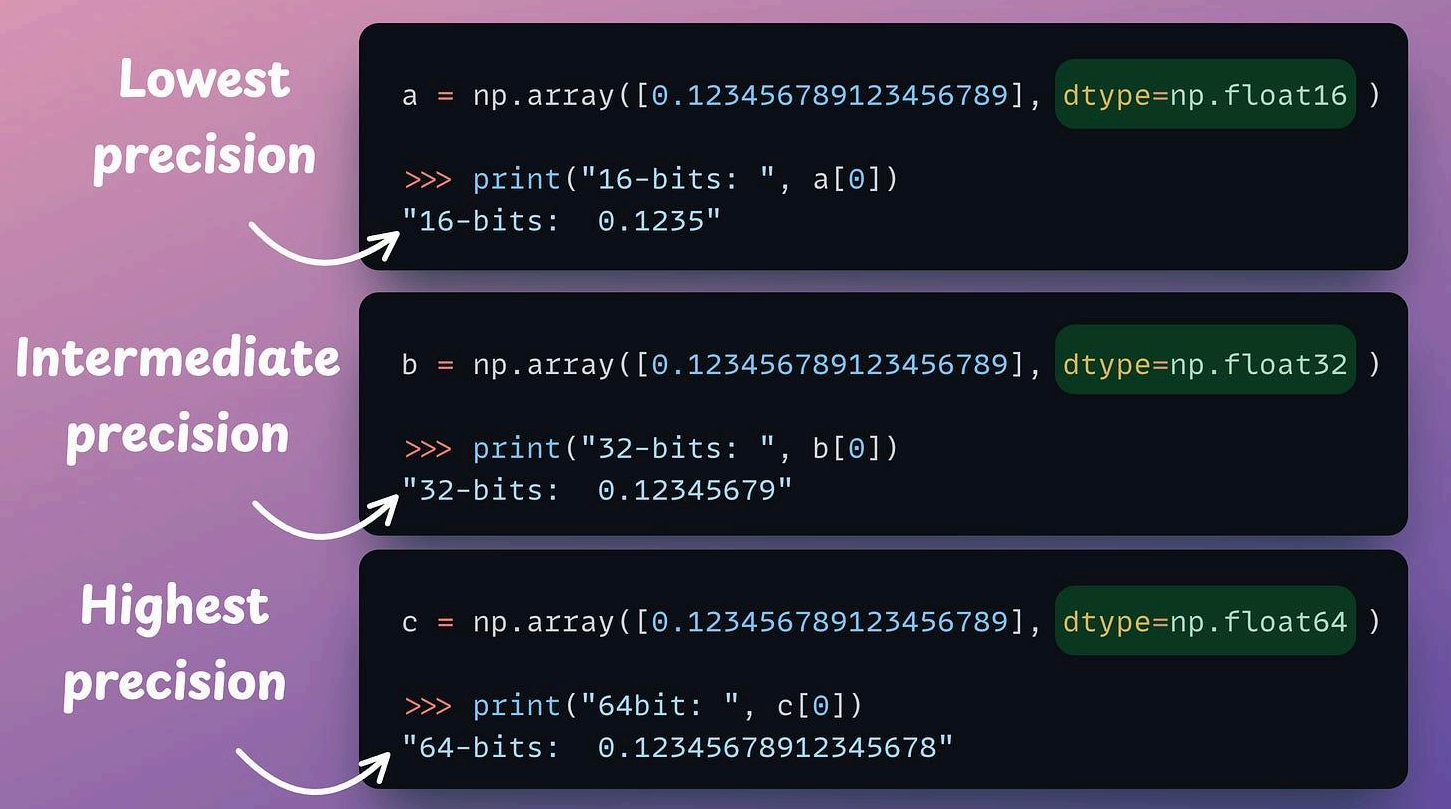 Lowest
precision
a = np.array([0.123456789123456789], dtype=np.float16 )
>>> print("16-bits: ", a[0])
"16-bits:  0.1235"
Intermediate
precision
b = np.array([0.123456789123456789], dtype=np.float32 )
>>> print("32-bits: ", b[0])
"32-bits:  0.12345679"
Highest
precision
c = np.array([0.123456789123456789], dtype=np.float64 )
>>> print("64bit: ", c[0])
"64-bits:  0.12345678912345678"